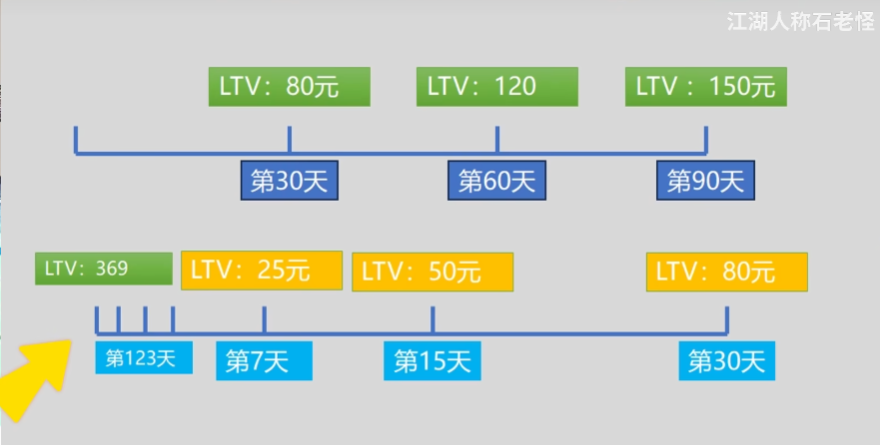 江湖人称石老怪
LTV：80元
LTV：120
LTV ：150元
第30天
第60天
第90天
LTV：369
LTV：25元
LTV：50元
LTV：80元
第123天
第7天
第15天
第30天